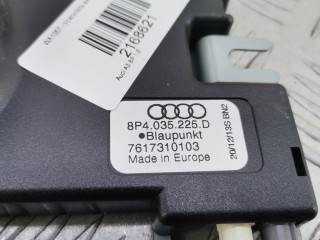 2168621
8P4.035.225.D
•Blaupunkt
7617310103
Made in Europe
20/12/13S BN2